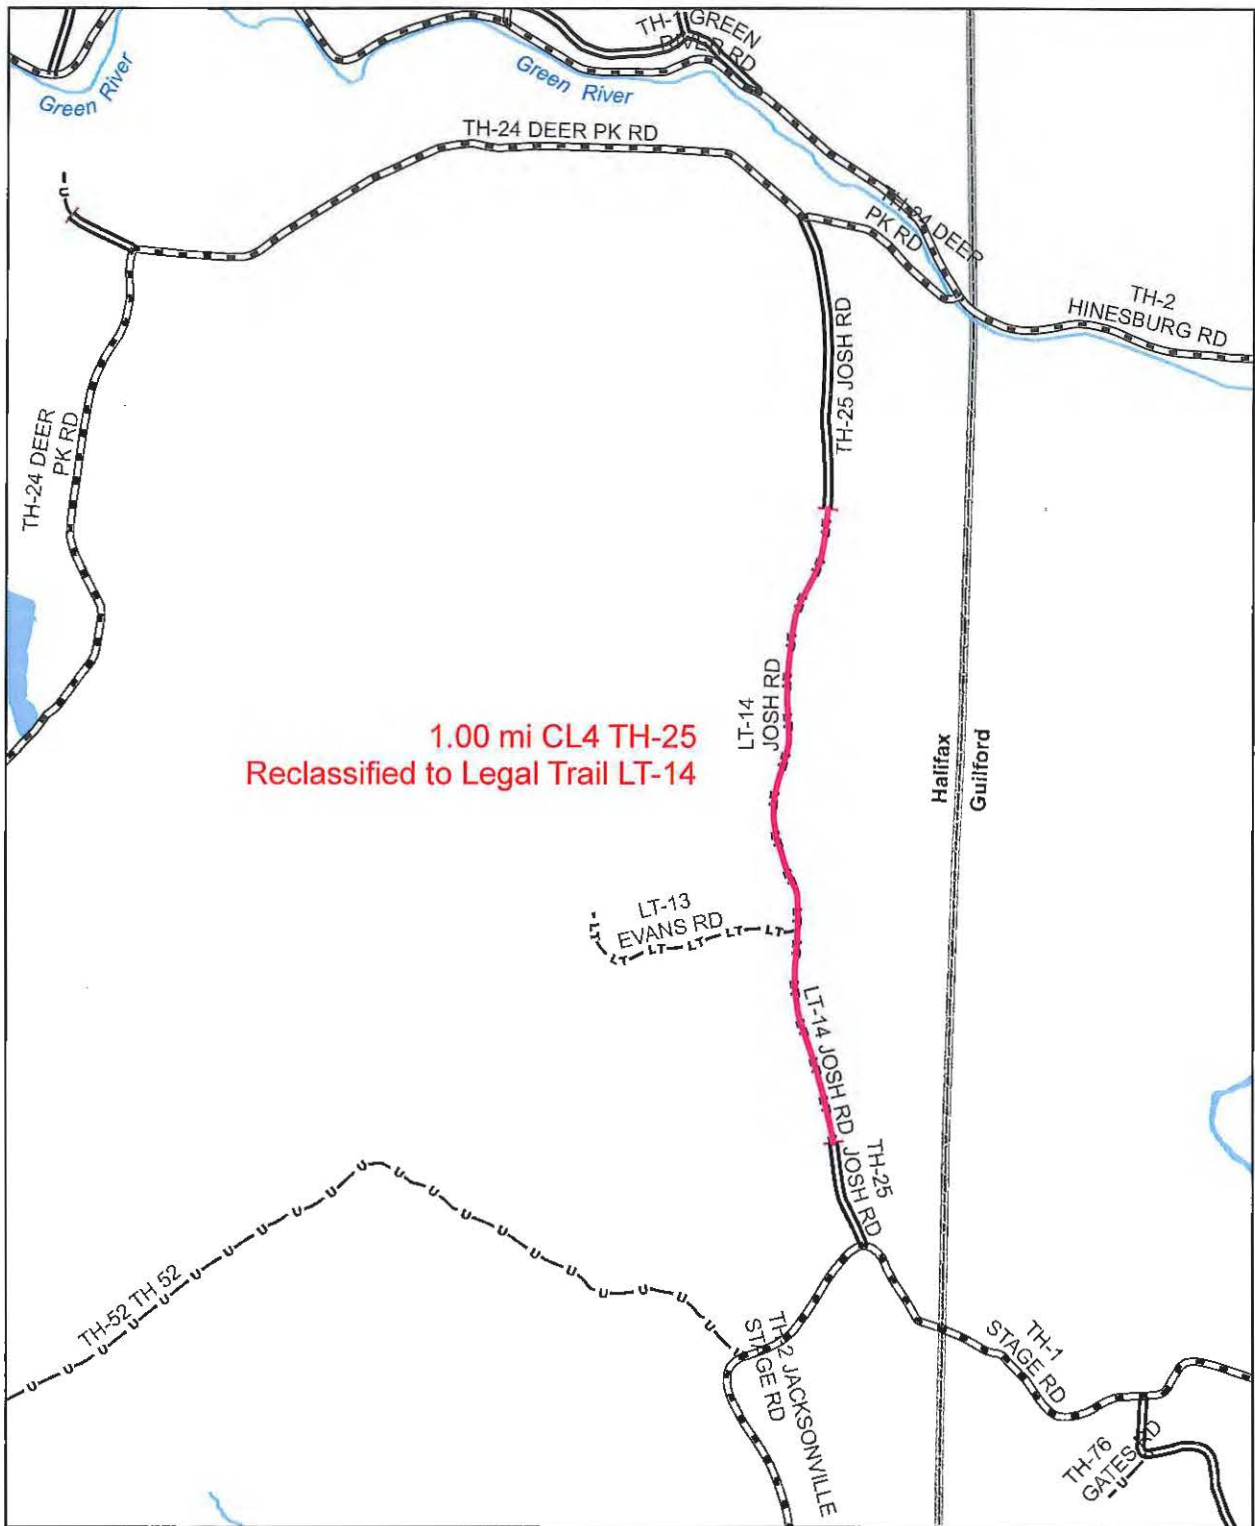 TH-1 GREEN
RIVER RD
Green River
Green River
TH-24 DEER PK RD
TH-24 DEER
PK RD
TH-2
HINESBURG RD
TH-25 JOSH RD
TH-24 DEER
PK RD
LT-14
JOSH RD
1.00 mi CL4 TH-25
Reclassified to Legal Trail LT-14
Halifax
Guilford
LT-13
EVANS RD
LT-14 JOSH RD
TH-25
JOSH RD
TH-52 TH 52
TH-2 JACKSONVILLE
STAGE RD
TH-1
STAGE RD
TH-76
GATES RD